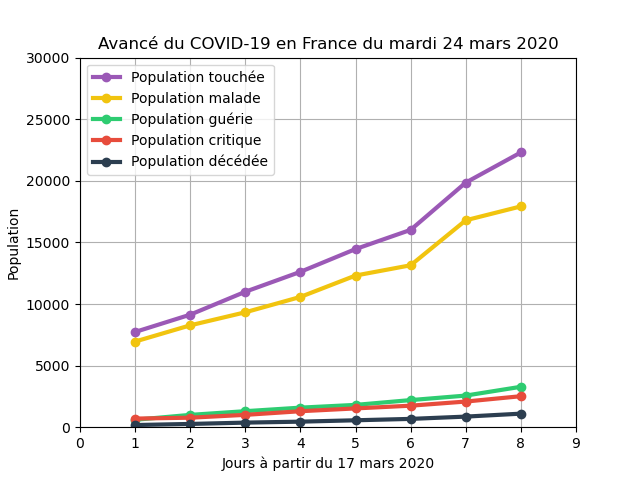 Avancé du COVID-19 en France du mardi 24 mars 2020
30000
25000
20000
15000
10000
5000
0
Population
Population touchée
Population malade
Population guérie
Population critique
Population décédée
0 1 2 3 4 5 6 7 8 9
Jours à partir du 17 mars 2020